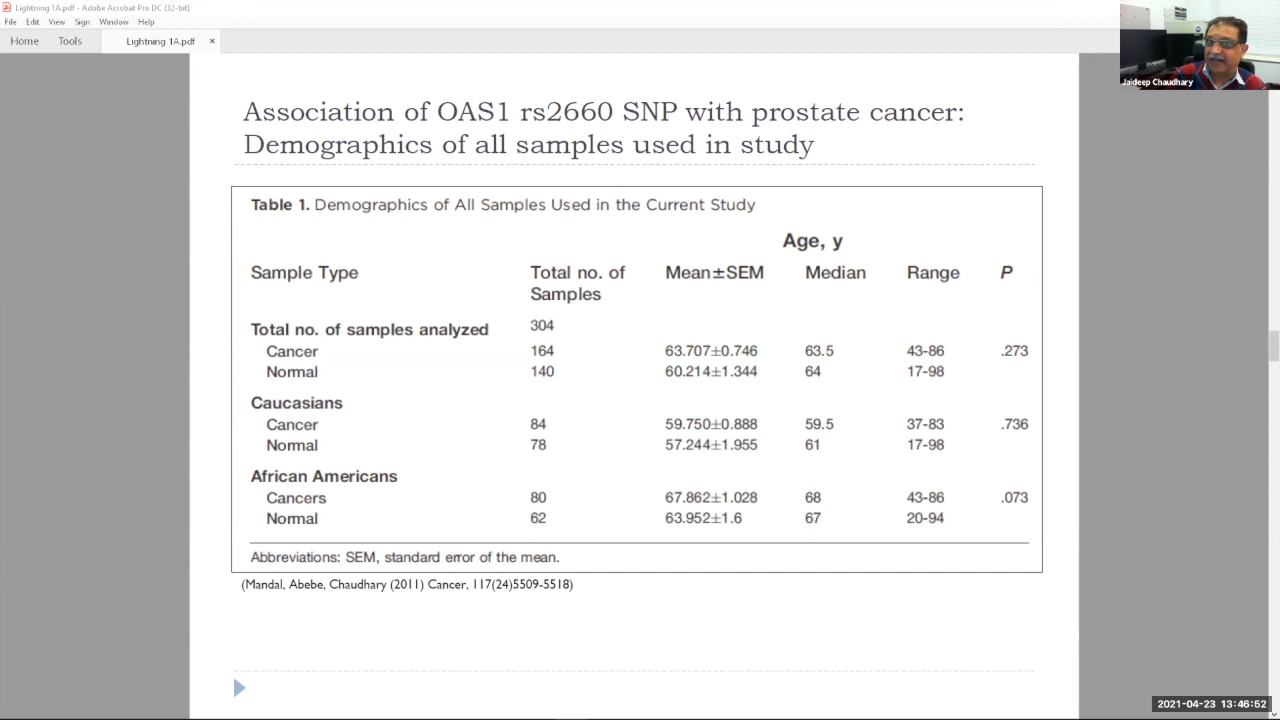 Lightning 1A.pdf - Adobe Acrobat Pro DC (32-bit)
File Edit View Sign Window Help
Home Tools Lightning 1A.pdf ×
Jaideep Chaudhary
Association of OAS1 rs2660 SNP with prostate cancer:
Demographics of all samples used in study
Table 1. Demographics of All Samples Used in the Current Study
Age, y
Sample Type Total no. of Samples Mean±SEM Median Range P
Total no. of samples analyzed 304
Cancer 164 63.707±0.746 63.5 43-86 .273
Normal 140 60.214±1.344 64 17-98
Caucasians
Cancer 84 59.750±0.888 59.5 37-83 .736
Normal 78 57.244±1.955 61 17-98
African Americans
Cancers 80 67.862±1.028 68 43-86 .073
Normal 62 63.952±1.6 67 20-94
Abbreviations: SEM, standard error of the mean.
(Mandal, Abebe, Chaudhary (2011) Cancer, 117(24)5509-5518)
2021-04-23 13:46:52